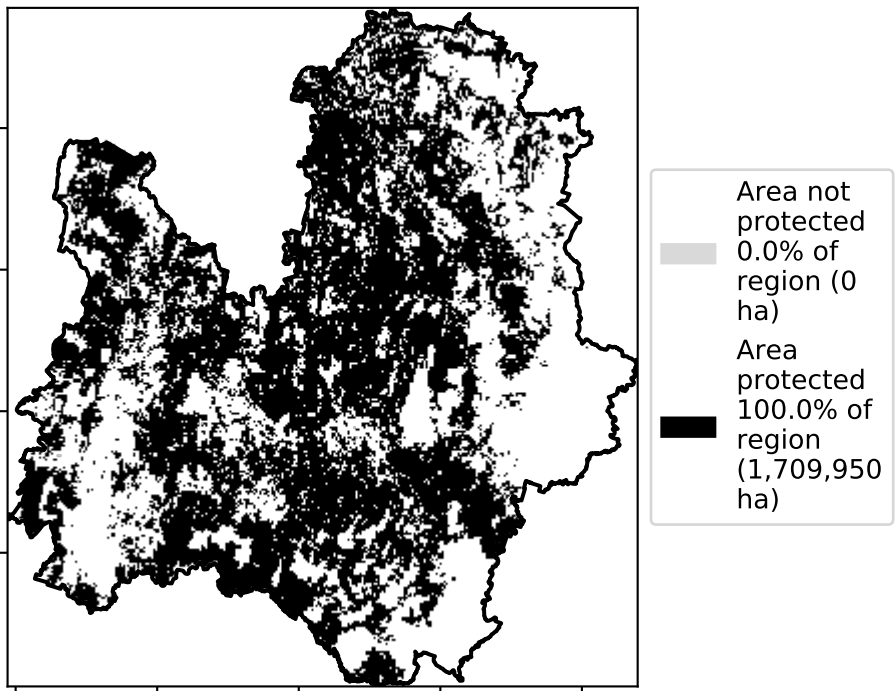 Area not
protected
0.0% of
region (0
ha)
Area
protected
100.0% of
region
(1,709,950
ha)